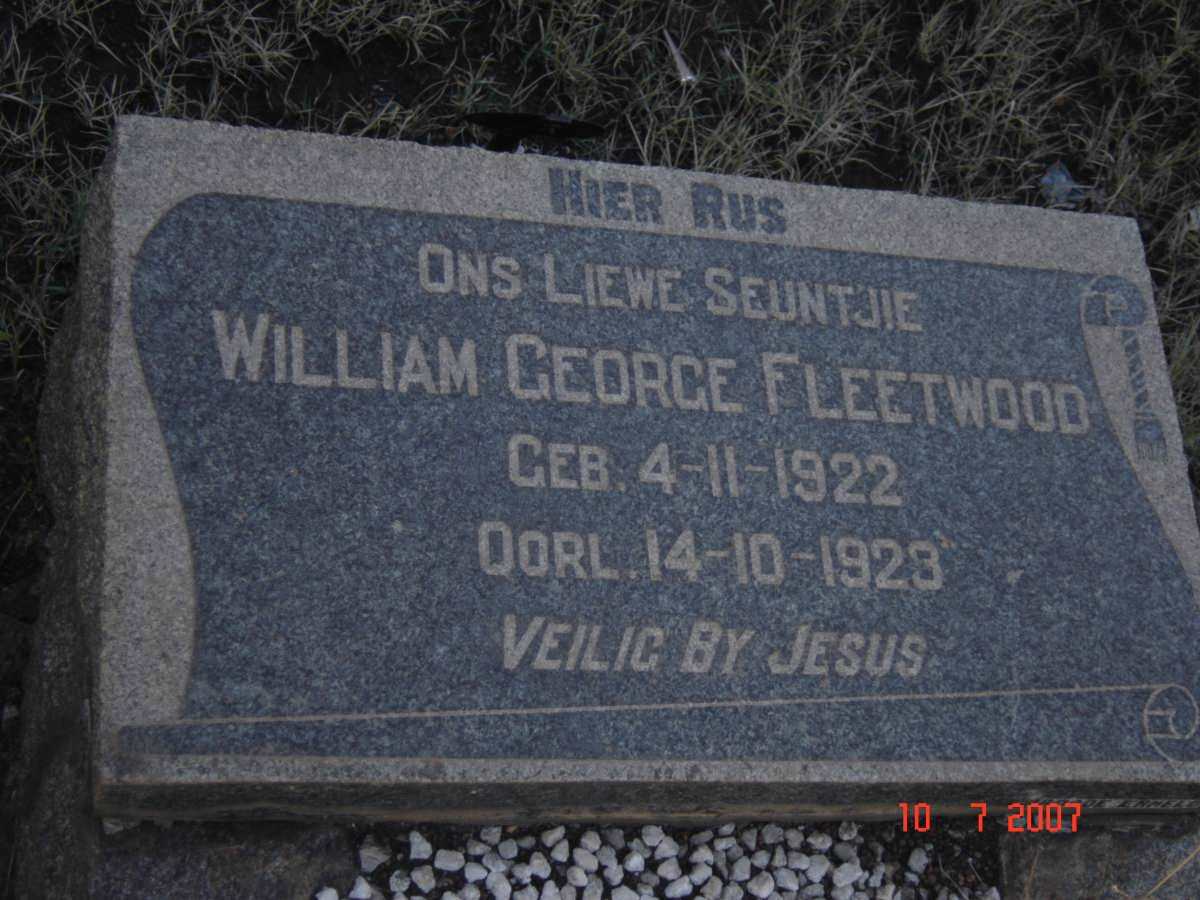 HIER RUS
ONS LIEWE SEUNTJIE
WILLIAM GEORGE FLEETWOOD
GEB. 4-11-1922
OORL. 14-10-1923
VEILIG BY JESUS
10 7 2007